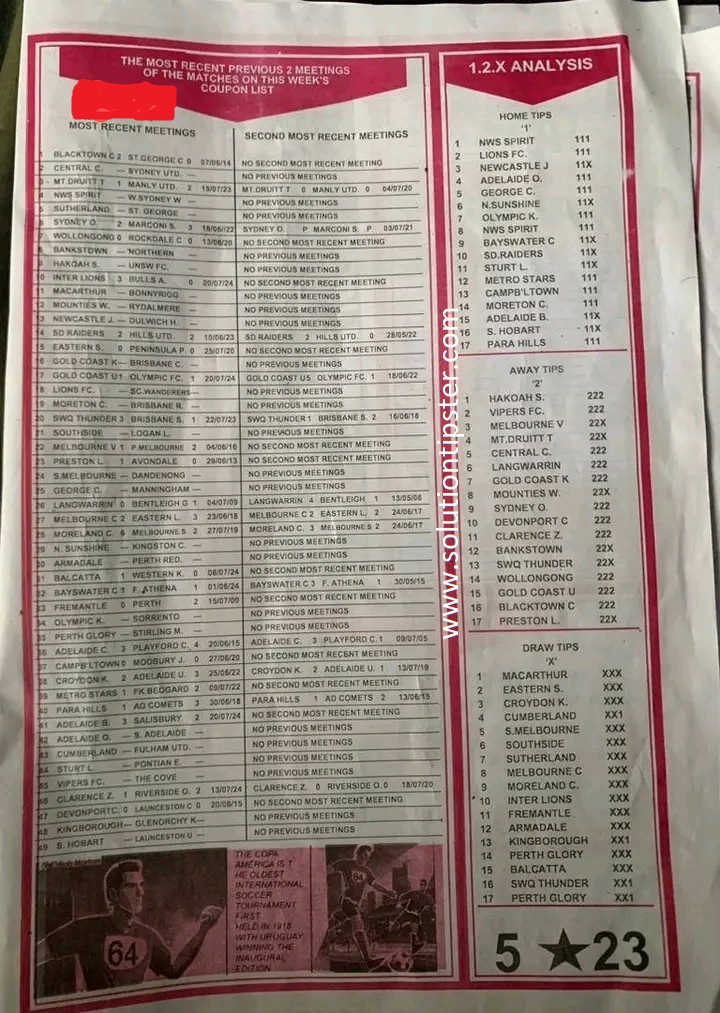 THE MOST RECENT PREVIOUS 2 MEETINGS
OF THE MATCHES ON THIS WEEK'S
COUPON LIST
MOST RECENT MEETINGS
SECOND MOST RECENT MEETINGS
1 BLACKTOWN C 2 ST.GEORGE C 0 07/06/14 NO SECOND MOST RECENT MEETING
2 CENTRAL C. — SYDNEY UTD. — NO PREVIOUS MEETINGS
3 MT.DRUITT T 1 MANLY UTD. 2 15/07/23 MT.DRUITT T 0 MANLY UTD. 0 04/07/20
4 NWS SPIRIT — W.SYDNEY W — NO PREVIOUS MEETINGS
5 SUTHERLAND — ST. GEORGE — NO PREVIOUS MEETINGS
6 SYDNEY O. 2 MARCONI S. 3 18/06/22 SYDNEY O. P MARCONI S. P 03/07/21
7 WOLLONGONG 0 ROCKDALE C 0 13/06/20 NO SECOND MOST RECENT MEETING
8 BANKSTOWN — NORTHERN — NO PREVIOUS MEETINGS
9 HAKOAH S. — UNSW FC. — NO PREVIOUS MEETINGS
10 INTER LIONS 3 BULLS A. 0 20/07/24 NO SECOND MOST RECENT MEETING
11 MACARTHUR — BONNYRIGG — NO PREVIOUS MEETINGS
12 MOUNTIES W. — RYDALMERE — NO PREVIOUS MEETINGS
13 NEWCASTLE J — DULWICH H. — NO PREVIOUS MEETINGS
14 SD RAIDERS 2 HILLS UTD. 2 10/06/23 SD RAIDERS 2 HILLS UTD. 0 28/05/22
15 EASTERN S. 0 PENINSULA P. 0 25/07/20 NO SECOND MOST RECENT MEETING
16 GOLD COAST K— BRISBANE C. — NO PREVIOUS MEETINGS
17 GOLD COAST U1 OLYMPIC FC. 1 20/07/24 GOLD COAST U5 OLYMPIC FC. 1 18/06/22
18 LIONS FC. — SC.WANDERERS— NO PREVIOUS MEETINGS
19 MORETON C. — BRISBANE R. — NO PREVIOUS MEETINGS
20 SWQ THUNDER 3 BRISBANE S. 1 22/07/23 SWQ THUNDER 1 BRISBANE S. 2 16/06/18
21 SOUTHSIDE — LOGAN L. — NO PREVIOUS MEETINGS
22 MELBOURNE V 1 P.MELBOURNE 2 04/06/16 NO SECOND MOST RECENT MEETING
23 PRESTON L. 1 AVONDALE 0 29/06/13 NO SECOND MOST RECENT MEETING
24 S.MELBOURNE — DANDENONG — NO PREVIOUS MEETINGS
25 GEORGE C. — MANNINGHAM — NO PREVIOUS MEETINGS
26 LANGWARRIN 0 BENTLEIGH G 1 04/07/09 LANGWARRIN 4 BENTLEIGH 1 13/05/06
27 MELBOURNE C 2 EASTERN L. 3 23/06/18 MELBOURNE C 2 EASTERN L. 2 24/06/17
28 MORELAND C. 6 MELBOURNE S 2 27/07/19 MORELAND C. 3 MELBOURNE S 2 24/06/17
29 N. SUNSHINE — KINGSTON C. — NO PREVIOUS MEETINGS
30 ARMADALE — PERTH RED. — NO PREVIOUS MEETINGS
31 BALCATTA 1 WESTERN K. 0 06/07/24 NO SECOND MOST RECENT MEETING
32 BAYSWATER C 1 F. ATHENA 1 01/06/24 BAYSWATER C 3 F. ATHENA 1 30/05/15
33 FREMANTLE 0 PERTH 2 15/07/00 NO SECOND MOST RECENT MEETING
34 OLYMPIC K. — SORRENTO — NO PREVIOUS MEETINGS
35 PERTH GLORY — STIRLING M. — NO PREVIOUS MEETINGS
36 ADELAIDE C. 3 PLAYFORD C. 4 20/06/15 ADELAIDE C. 3 PLAYFORD C. 1 09/07/05
37 CAMPB'LTOWN 0 MODBURY J. 0 27/06/20 NO SECOND MOST RECENT MEETING
38 CROYDON K. 2 ADELAIDE U. 3 25/06/22 CROYDON K. 2 ADELAIDE U. 1 13/07/19
39 METRO STARS 1 FK BEOGARD 2 09/07/22 NO SECOND MOST RECENT MEETING
40 PARA HILLS 1 AD COMETS 3 30/06/18 PARA HILLS 1 AD COMETS 2 13/06/15
41 ADELAIDE B. 3 SALISBURY 2 20/07/24 NO SECOND MOST RECENT MEETING
42 ADELAIDE O. — S. ADELAIDE — NO PREVIOUS MEETINGS
43 CUMBERLAND — FULHAM UTD. — NO PREVIOUS MEETINGS
44 STURT L. — PONTIAN E. — NO PREVIOUS MEETINGS
45 VIPERS FC. — THE COVE — NO PREVIOUS MEETINGS
46 CLARENCE Z. 1 RIVERSIDE O. 2 13/07/24 CLARENCE Z. 0 RIVERSIDE O. 0 18/07/20
47 DEVONPORTC. 0 LAUNCESTON C 0 20/06/15 NO SECOND MOST RECENT MEETING
48 KINGBOROUGH— GLENORCHY K— NO PREVIOUS MEETINGS
49 S. HOBART — LAUNCESTON U — NO PREVIOUS MEETINGS
64
THE COPA
AMERICA IS T
HE OLDEST
INTERNATIONAL
SOCCER
TOURNAMENT
FIRST
HELD IN 1916
WITH URUGUAY
WINNING THE
INAUGURAL
EDITION
64
www.solutiontipster.com
1.2.X ANALYSIS
HOME TIPS
'1'
1 NWS SPIRIT 111
2 LIONS FC. 111
3 NEWCASTLE J 11X
4 ADELAIDE O. 111
5 GEORGE C. 111
6 N.SUNSHINE 11X
7 OLYMPIC K. 111
8 NWS SPIRIT 111
9 BAYSWATER C 11X
10 SD.RAIDERS 11X
11 STURT L. 11X
12 METRO STARS 111
13 CAMPB'LTOWN 111
14 MORETON C. 111
15 ADELAIDE B. 11X
16 S. HOBART 11X
17 PARA HILLS 111
AWAY TIPS
'2'
1 HAKOAH S. 222
2 VIPERS FC. 222
3 MELBOURNE V 22X
4 MT.DRUITT T 22X
5 CENTRAL C. 222
6 LANGWARRIN 222
7 GOLD COAST K 222
8 MOUNTIES W. 22X
9 SYDNEY O. 222
10 DEVONPORT C 222
11 CLARENCE Z. 222
12 BANKSTOWN 22X
13 SWQ THUNDER 22X
14 WOLLONGONG 222
15 GOLD COAST U 222
16 BLACKTOWN C 222
17 PRESTON L. 22X
DRAW TIPS
'X'
1 MACARTHUR XXX
2 EASTERN S. XXX
3 CROYDON K. XXX
4 CUMBERLAND XX1
5 S.MELBOURNE XXX
6 SOUTHSIDE XXX
7 SUTHERLAND XXX
8 MELBOURNE C XXX
9 MORELAND C. XXX
10 INTER LIONS XXX
11 FREMANTLE XXX
12 ARMADALE XXX
13 KINGBOROUGH XX1
14 PERTH GLORY XXX
15 BALCATTA XXX
16 SWQ THUNDER XX1
17 PERTH GLORY XX1
5 ★ 23